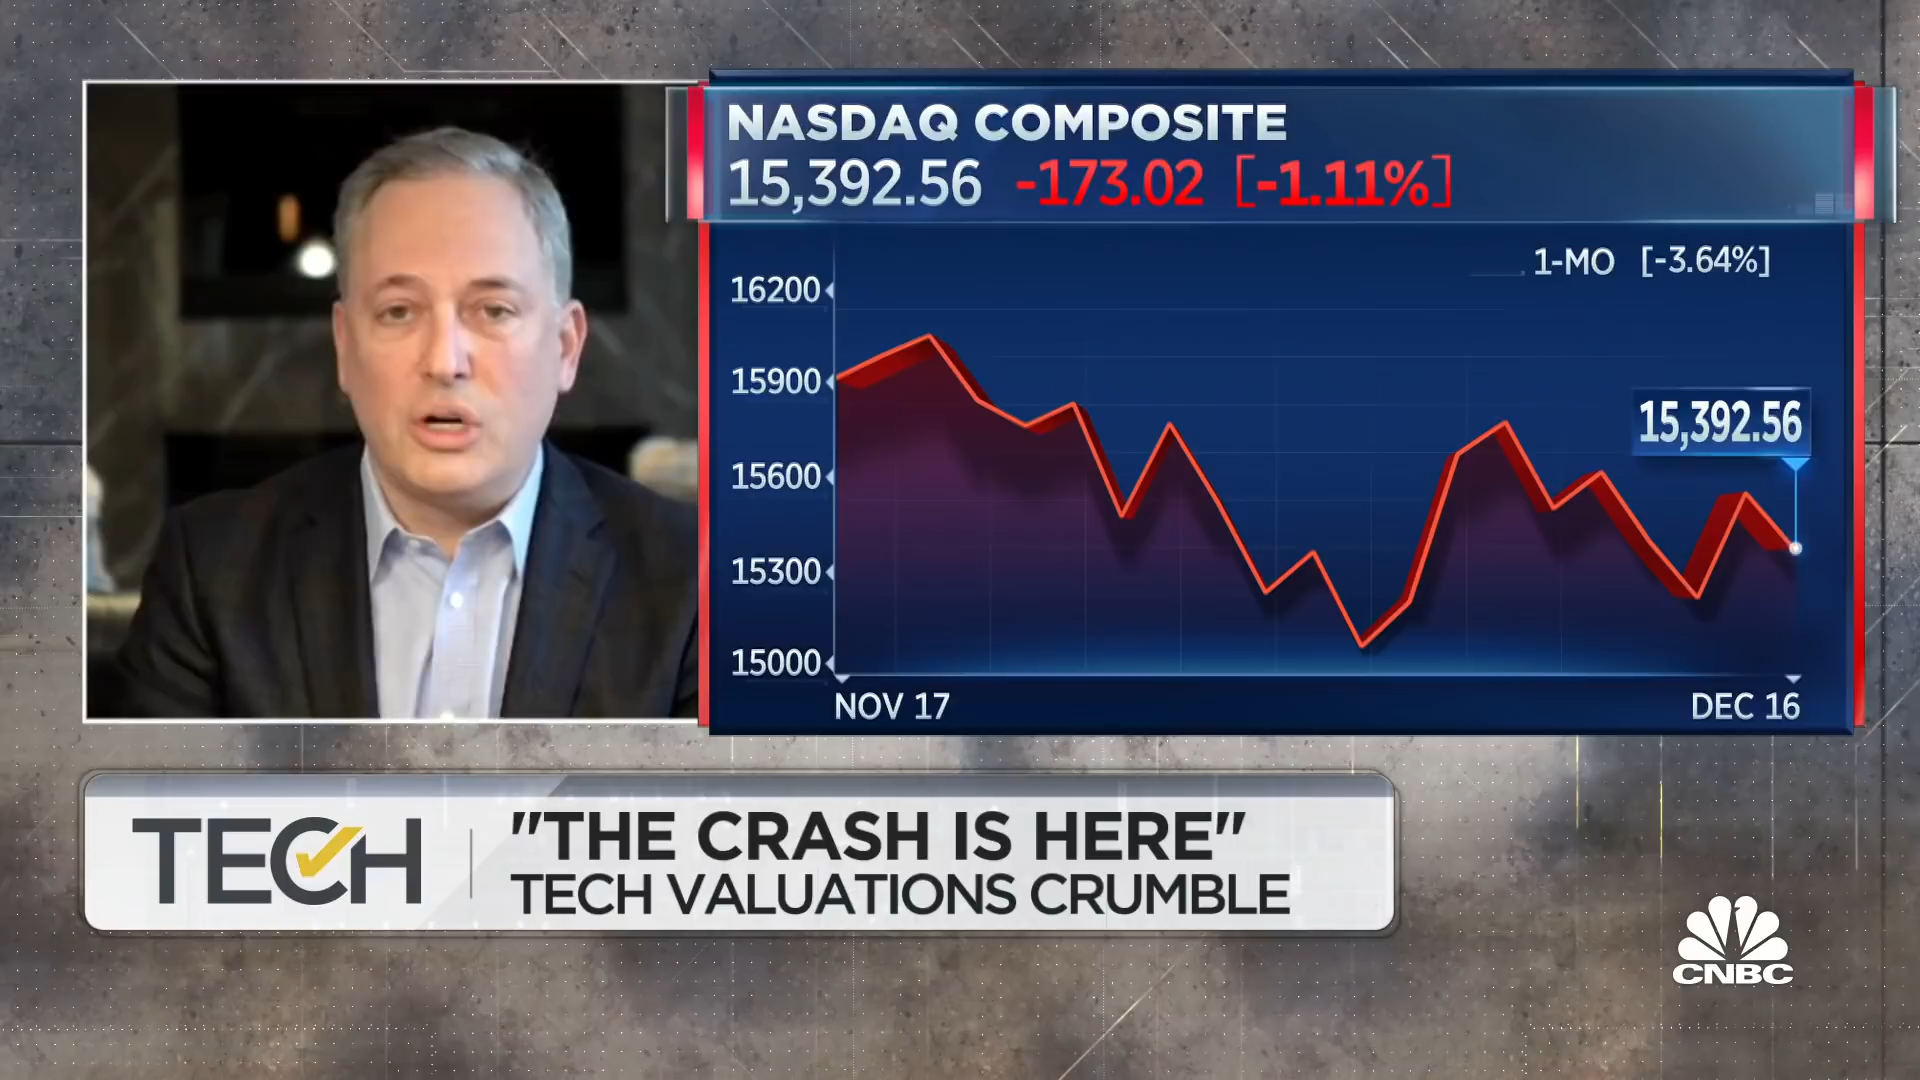 NASDAQ COMPOSITE
15,392.56 -173.02 [-1.11%]
1-MO [-3.64%]
16200
15900
15,392.56
15600
15300
15000
NOV 17 DEC 16
TECH
"THE CRASH IS HERE"
TECH VALUATIONS CRUMBLE
CNBC